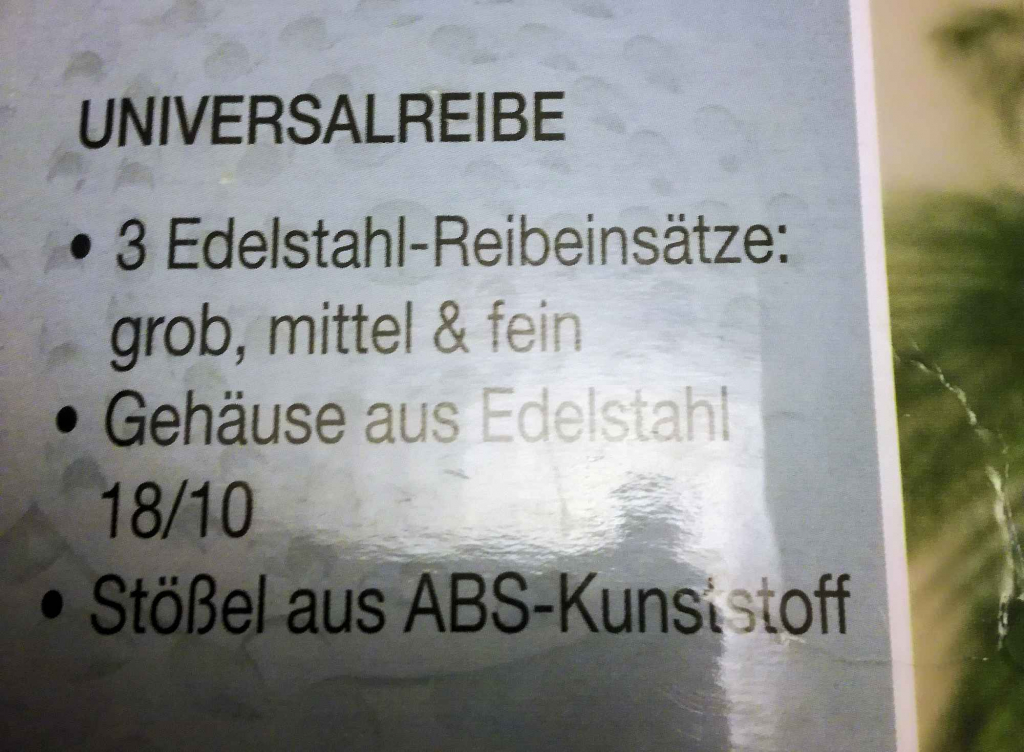 UNIVERSALREIBE
• 3 Edelstahl-Reibeinsätze:
grob, mittel & fein
• Gehäuse aus Edelstahl
18/10
• Stößel aus ABS-Kunststoff